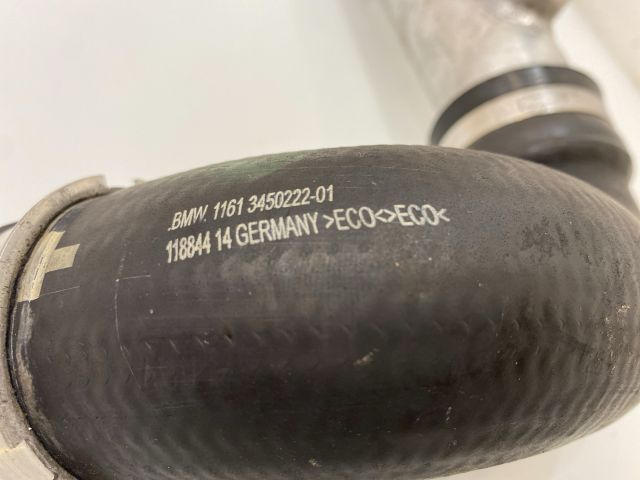 .BMW. 1161 3450222-01
118844 14 GERMANY >ECO<>ECO<